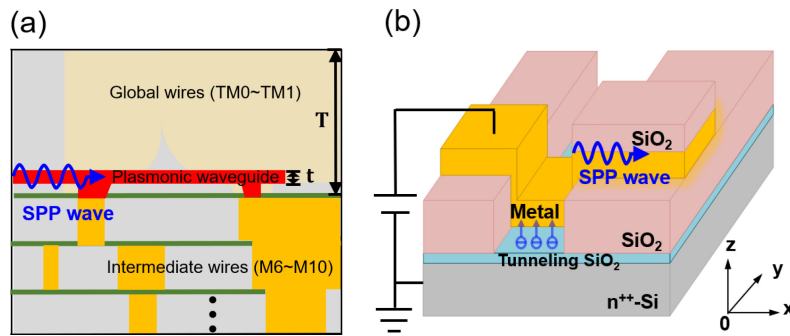 (a)
Global wires (TM0~TM1)
T
Plasmonic waveguide
t
SPP wave
Intermediate wires (M6~M10)
(b)
SiO₂
SPP wave
Metal
SiO₂
Tunneling SiO₂
n⁺⁺-Si
z
y
0
x